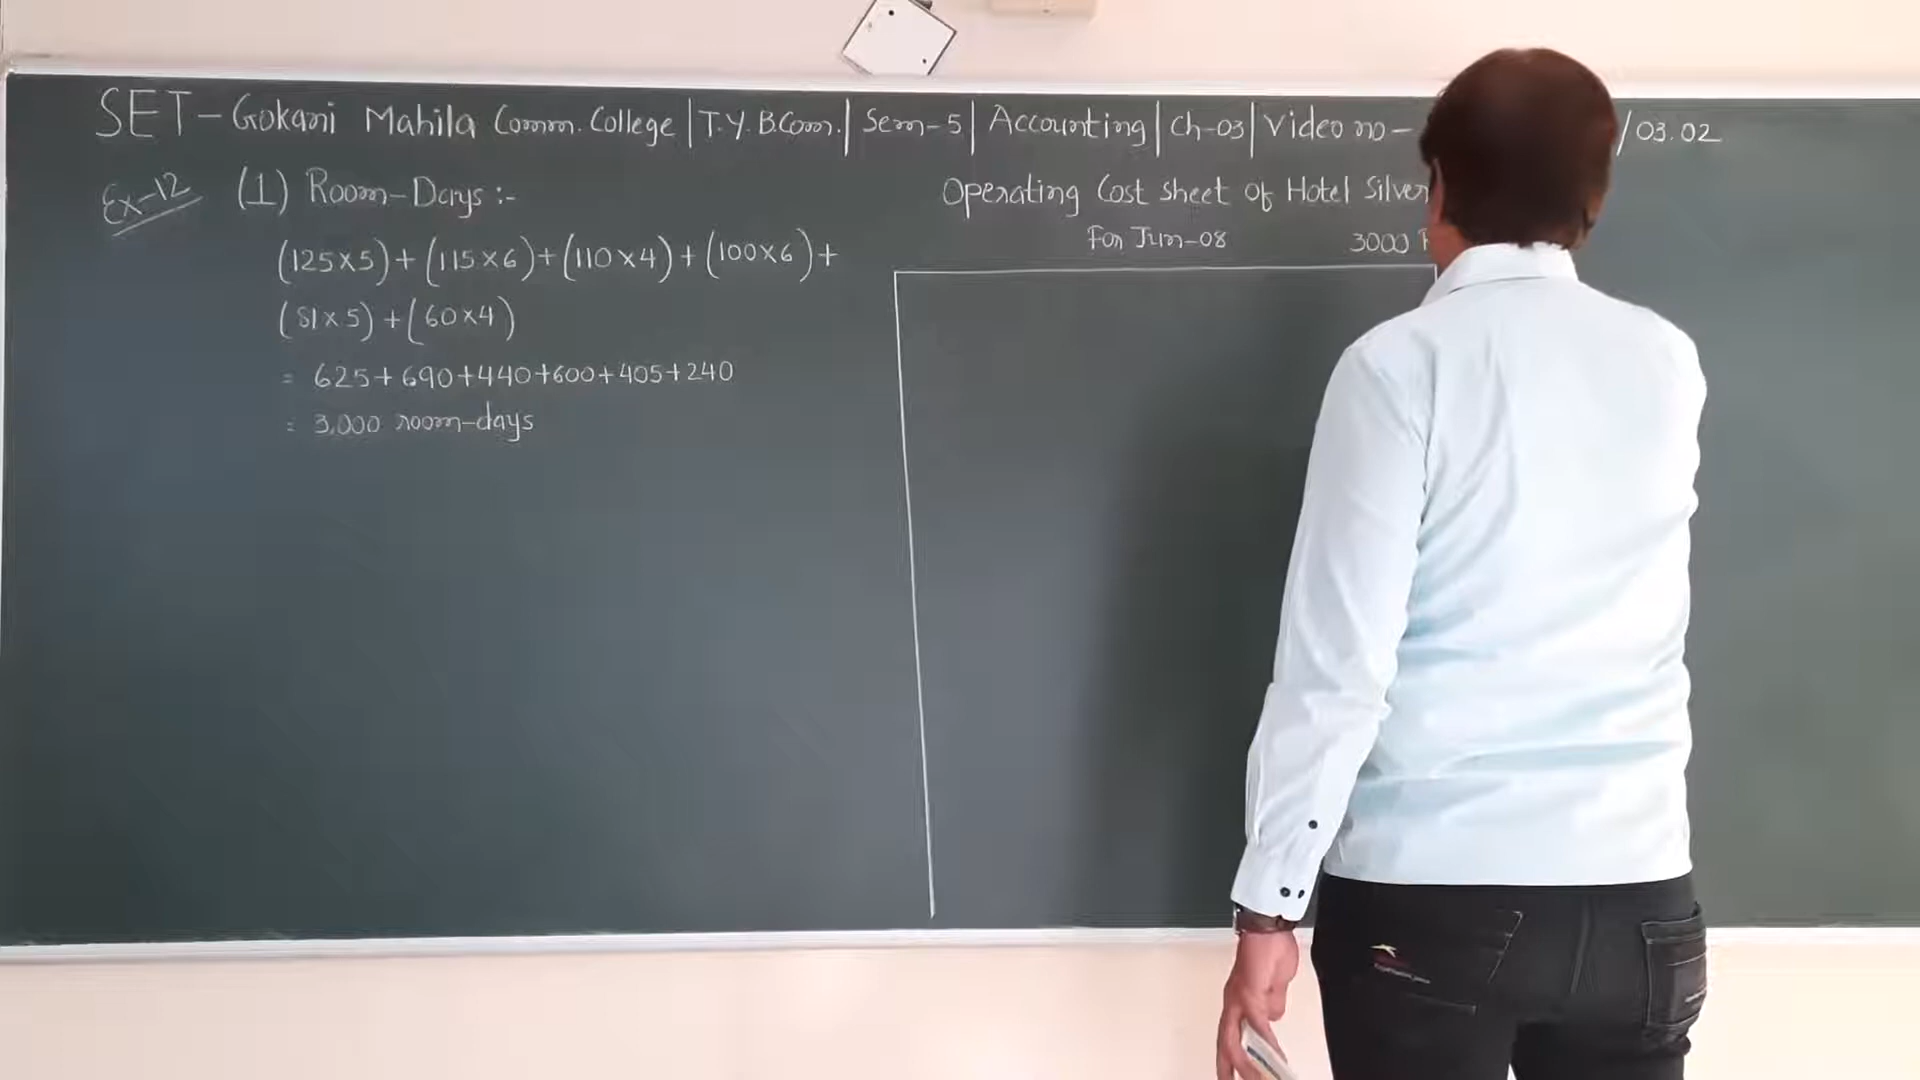 SET - Gokani Mahila Comm. College | T.Y. B.Com. | Sem-5 | Accounting | Ch-03 | Video no - / 03.02
Ex-12 (1) Room-Days :-
(125×5) + (115×6) + (110×4) + (100×6) +
(81×5) + (60×4)
= 625 + 690 + 440 + 600 + 405 + 240
= 3,000 room-days
Operating Cost sheet of Hotel Silver
For Jun-08 3000